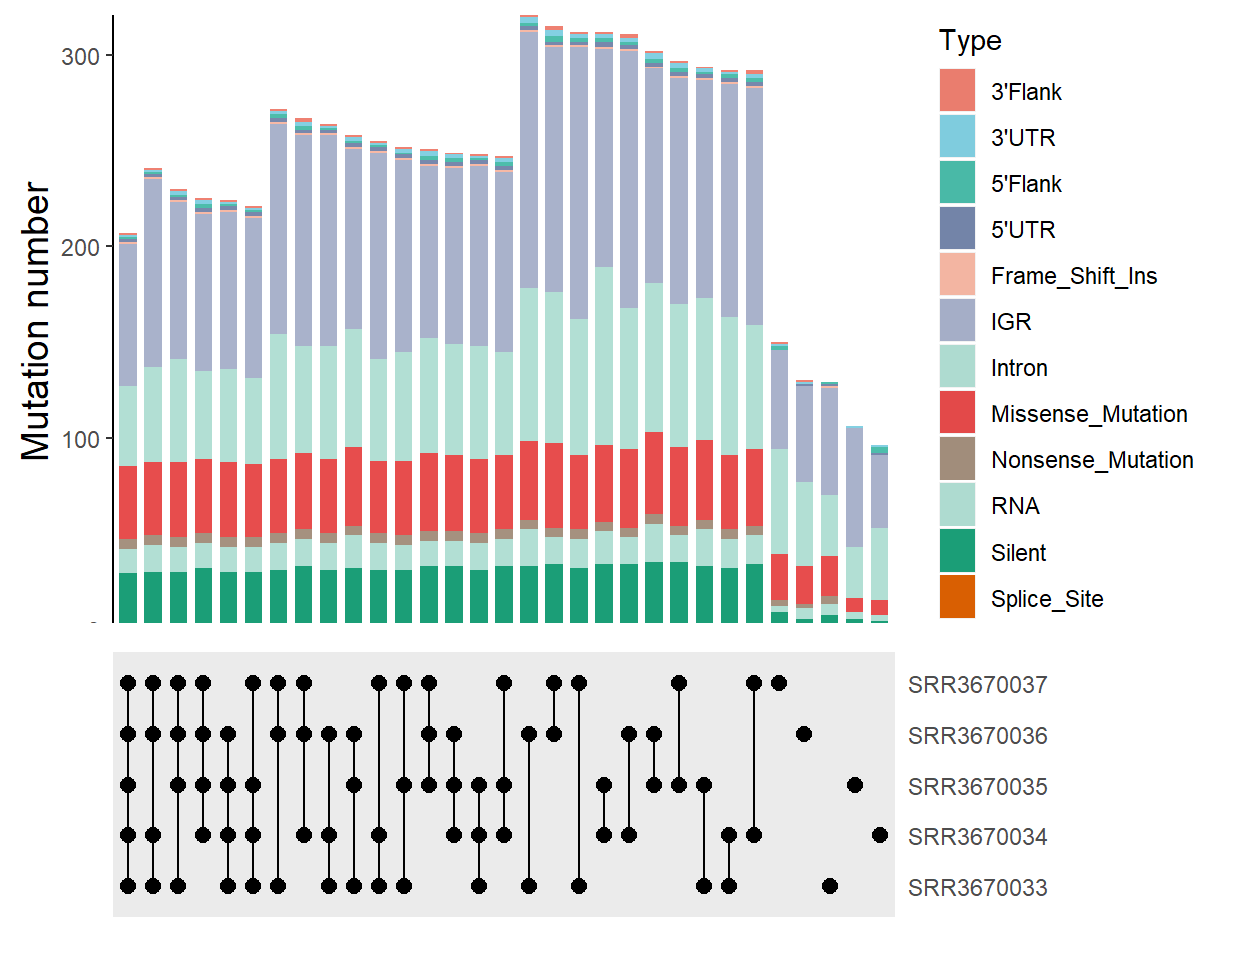 Mutation number
300
200
100
Type
3'Flank
3'UTR
5'Flank
5'UTR
Frame_Shift_Ins
IGR
Intron
Missense_Mutation
Nonsense_Mutation
RNA
Silent
Splice_Site
SRR3670037
SRR3670036
SRR3670035
SRR3670034
SRR3670033